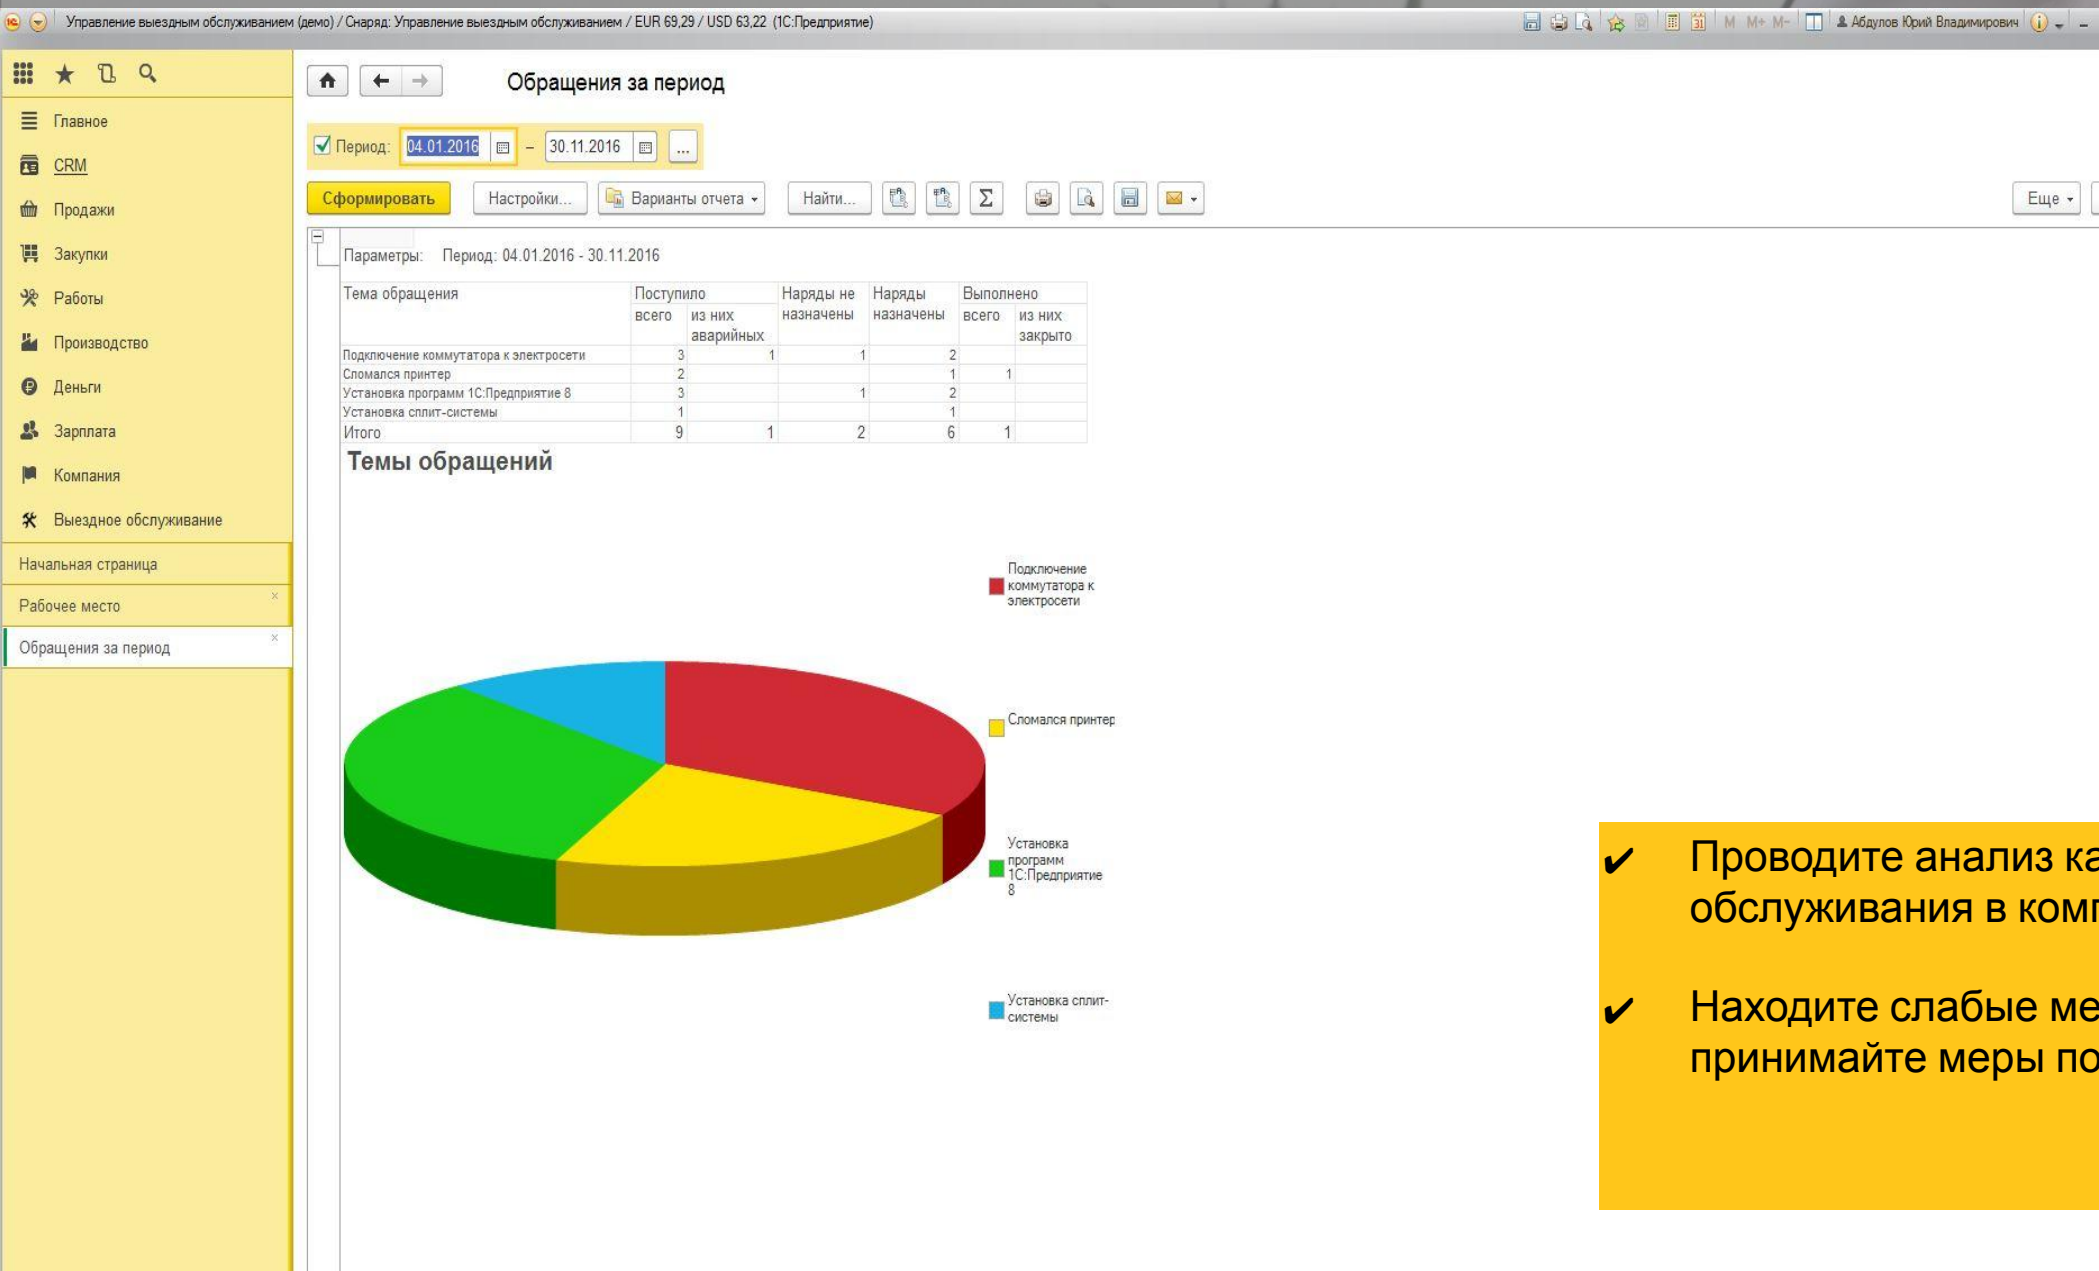 Управление выездным обслуживанием (демо) / Снаряд: Управление выездным обслуживанием / EUR 69,29 / USD 63,22 (1С:Предприятие)
M M+ M- Абдулов Юрий Владимирович
Главное
CRM
Продажи
Закупки
Работы
Производство
Деньги
Зарплата
Компания
Выездное обслуживание
Начальная страница
Рабочее место
Обращения за период
Обращения за период
Период: 04.01.2016 – 30.11.2016 ...
Сформировать Настройки... Варианты отчета Найти... Σ Еще
Параметры: Период: 04.01.2016 - 30.11.2016
Тема обращения Поступило Наряды не Наряды Выполнено
всего из них назначены назначены всего из них
аварийных закрыто
Подключение коммутатора к электросети 3 1 1 2
Сломался принтер 2 1 1
Установка программ 1С:Предприятие 8 3 1 2
Установка сплит-системы 1 1
Итого 9 1 2 6 1
Темы обращений
Подключение
коммутатора к
электросети
Сломался принтер
Установка
программ
1С:Предприятие
8
Установка сплит-
системы
✔ Проводите анализ
обслуживания в
✔ Находите слабые
принимайте меры по